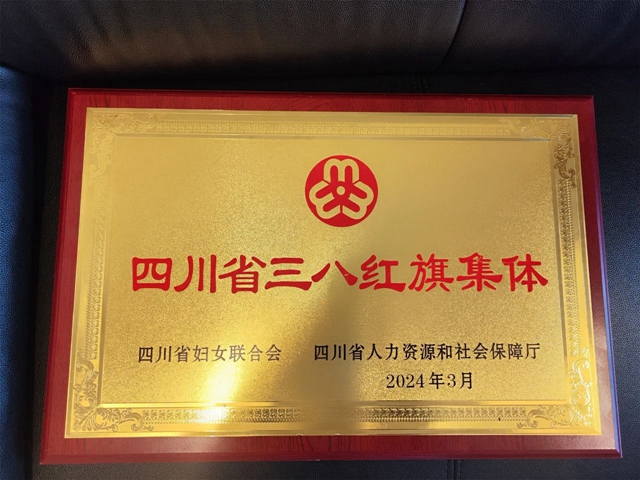 四川省三八红旗集体
四川省妇女联合会 四川省人力资源和社会保障厅
2024年3月